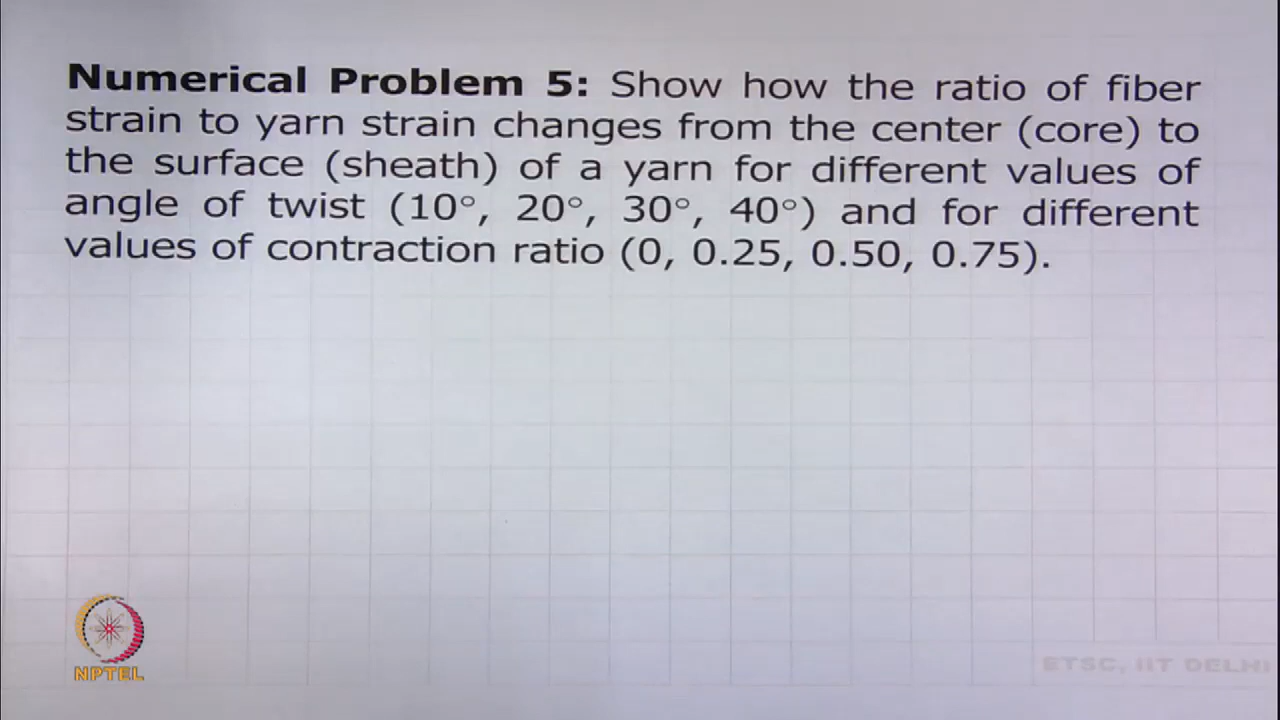 Numerical Problem 5: Show how the ratio of fiber
strain to yarn strain changes from the center (core) to
the surface (sheath) of a yarn for different values of
angle of twist (10°, 20°, 30°, 40°) and for different
values of contraction ratio (0, 0.25, 0.50, 0.75).
NPTEL
ETSC, IIT DELHI